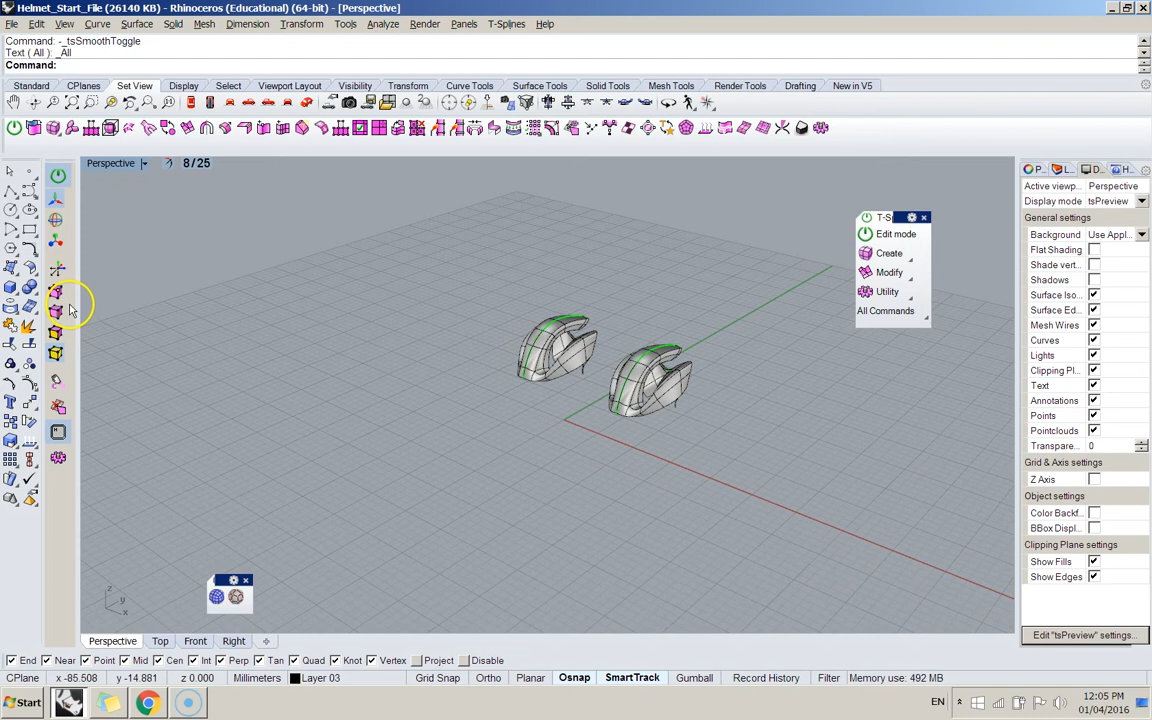 Helmet_Start_File (26140 KB) - Rhinoceros (Educational) (64-bit) - [Perspective]
File Edit View Curve Surface Solid Mesh Dimension Transform Tools Analyze Render Panels T-Splines Help
Command: -_tsSmoothToggle
Text ( All ): _All
Command:
Standard CPlanes Set View Display Select Viewport Layout Visibility Transform Curve Tools Surface Tools Solid Tools Mesh Tools Render Tools Drafting New in V5
Perspective 8/25
T-Sp
Edit mode
Create
Modify
Utility
All Commands
P... L... D... H...
Active viewp... Perspective
Display mode tsPreview
General settings
Background Use Appl...
Flat Shading
Shade vert...
Shadows
Surface Iso...
Surface Ed...
Mesh Wires
Curves
Lights
Clipping Pl...
Text
Annotations
Points
Pointclouds
Transpare... 0
Grid & Axis settings
Z Axis
Object settings
Color Backf...
BBox Displ...
Clipping Plane settings
Show Fills
Show Edges
Edit "tsPreview" settings...
z
y
x
Perspective Top Front Right
End Near Point Mid Cen Int Perp Tan Quad Knot Vertex Project Disable
CPlane x -85.508 y -14.881 z 0.000 Millimeters Layer 03 Grid Snap Ortho Planar Osnap SmartTrack Gumball Record History Filter Memory use: 492 MB
Start EN 12:05 PM
01/04/2016